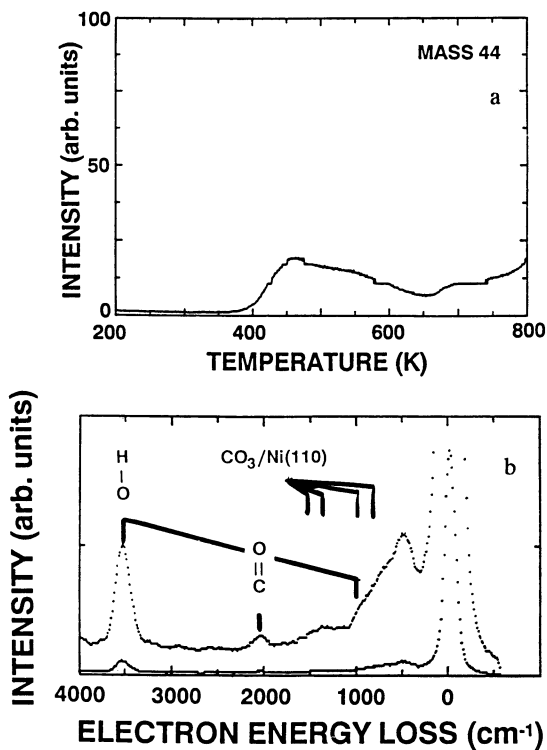 100
MASS 44
a
50
0
INTENSITY (arb. units)
200
400
600
800
TEMPERATURE (K)
H
O
CO3/Ni(110)
b
O
C
INTENSITY (arb. units)
4000
3000
2000
1000
0
ELECTRON ENERGY LOSS (cm-1)